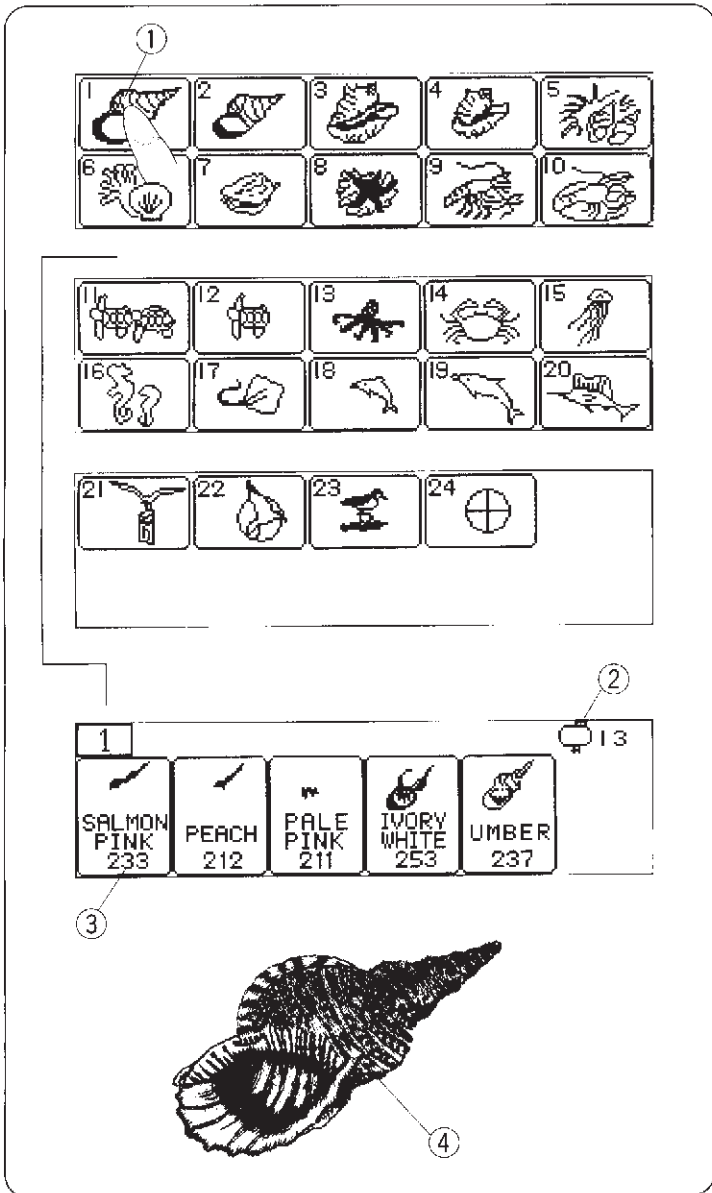 ①
1 2 3 4 5
6 7 8 9 10
11 12 13 14 15
16 17 18 19 20
21 22 23 24
②
1 13
SALMON PINK 233
PEACH 212
PALE PINK 211
IVORY WHITE 253
UMBER 237
③
④